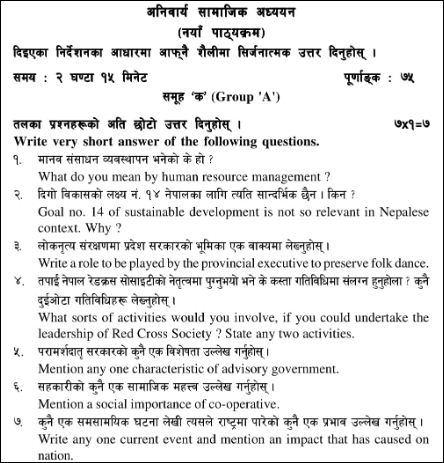 अनिवार्य सामाजिक अध्ययन
(नयाँ पाठ्यक्रम)
दिइएका निर्देशनका आधारमा आफ्नै शैलीमा सिर्जनात्मक उत्तर दिनुहोस् ।
समय : २ घण्टा १५ मिनेट पूर्णाङ्क : ७५
समूह ‘क’ (Group 'A')
तलका प्रश्नहरूको अति छोटो उत्तर दिनुहोस् । ७x१=७
Write very short answer of the following questions.
१. मानव संसाधन व्यवस्थापन भनेको के हो ?
What do you mean by human resource management ?
२. दिगो विकासको लक्ष्य नं. १४ नेपालका लागि त्यति सान्दर्भिक छैन । किन ?
Goal no. 14 of sustainable development is not so relevant in Nepalese
context. Why ?
३. लोकनृत्य संरक्षणमा प्रदेश सरकारको भूमिका एक वाक्यमा लेख्नुहोस् ।
Write a role to be played by the provincial executive to preserve folk dance.
४. तपाईं नेपाल रेडक्रस सोसाइटीको नेतृत्वमा पुग्नुभयो भने के कस्ता गतिविधिमा संलग्न हुनुहोला ? कुनै
दुईओटा गतिविधिहरू लेख्नुहोस् ।
What sorts of activities would you involve, if you could undertake the
leadership of Red Cross Society ? State any two activities.
५. परामर्शदातृ सरकारको कुनै एक विशेषता उल्लेख गर्नुहोस् ।
Mention any one characteristic of advisory government.
६. सहकारीको कुनै एक सामाजिक महत्त्व उल्लेख गर्नुहोस् ।
Mention a social importance of co-operative.
७. कुनै एक समसामयिक घटना लेखी त्यसले राष्ट्रमा पारेको कुनै एक प्रभाव उल्लेख गर्नुहोस् ।
Write any one current event and mention an impact that has caused on
nation.